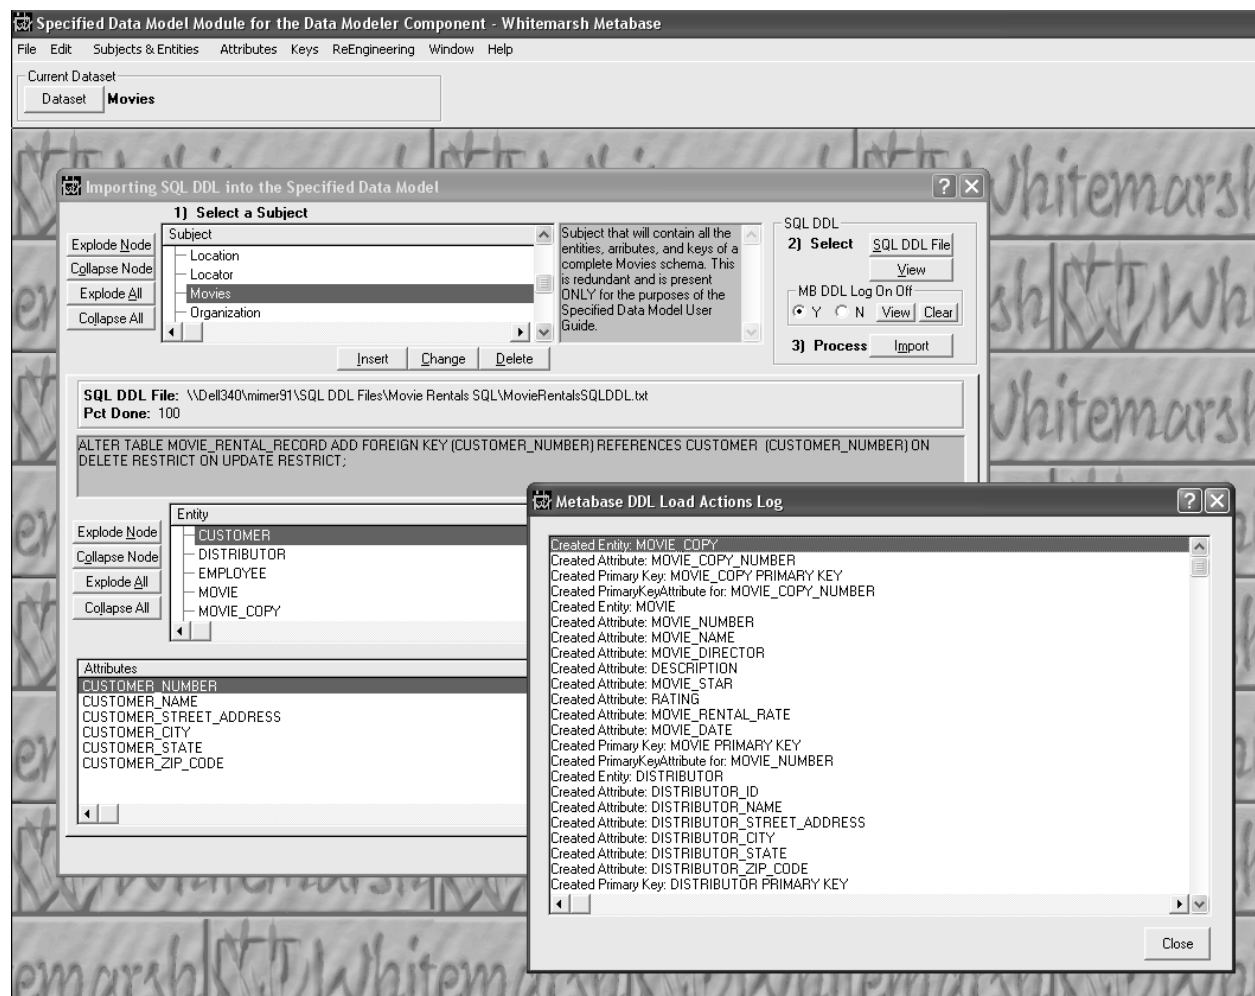 Specified Data Model Module for the Data Modeler Component - Whitemarsh Metabase
File Edit Subjects & Entities Attributes Keys ReEngineering Window Help
Current Dataset
Dataset Movies
Importing SQL DDL into the Specified Data Model
1) Select a Subject
Explode Node
Collapse Node
Explode All
Collapse All
Subject
Location
Locator
Movies
Organization
Subject that will contain all the
entities, arributes, and keys of a
complete Movies schema. This
is redundant and is present
ONLY for the purposes of the
Specified Data Model User
Guide.
SQL DDL
2) Select SQL DDL File
View
MB DDL Log On Off
Y N View Clear
3) Process Import
Insert Change Delete
SQL DDL File: \\Dell340\mimer91\SQL DDL Files\Movie Rentals SQL\MovieRentalsSQLDDL.txt
Pct Done: 100
ALTER TABLE MOVIE_RENTAL_RECORD ADD FOREIGN KEY (CUSTOMER_NUMBER) REFERENCES CUSTOMER (CUSTOMER_NUMBER) ON
DELETE RESTRICT ON UPDATE RESTRICT;
Explode Node
Collapse Node
Explode All
Collapse All
Entity
CUSTOMER
DISTRIBUTOR
EMPLOYEE
MOVIE
MOVIE_COPY
Attributes
CUSTOMER_NUMBER
CUSTOMER_NAME
CUSTOMER_STREET_ADDRESS
CUSTOMER_CITY
CUSTOMER_STATE
CUSTOMER_ZIP_CODE
Metabase DDL Load Actions Log
Created Entity: MOVIE_COPY
Created Attribute: MOVIE_COPY_NUMBER
Created Primary Key: MOVIE_COPY PRIMARY KEY
Created PrimaryKeyAttribute for: MOVIE_COPY_NUMBER
Created Entity: MOVIE
Created Attribute: MOVIE_NUMBER
Created Attribute: MOVIE_NAME
Created Attribute: MOVIE_DIRECTOR
Created Attribute: DESCRIPTION
Created Attribute: MOVIE_STAR
Created Attribute: RATING
Created Attribute: MOVIE_RENTAL_RATE
Created Attribute: MOVIE_DATE
Created Primary Key: MOVIE PRIMARY KEY
Created PrimaryKeyAttribute for: MOVIE_NUMBER
Created Entity: DISTRIBUTOR
Created Attribute: DISTRIBUTOR_ID
Created Attribute: DISTRIBUTOR_NAME
Created Attribute: DISTRIBUTOR_STREET_ADDRESS
Created Attribute: DISTRIBUTOR_CITY
Created Attribute: DISTRIBUTOR_STATE
Created Attribute: DISTRIBUTOR_ZIP_CODE
Created Primary Key: DISTRIBUTOR PRIMARY KEY
Close
Whitemarsh